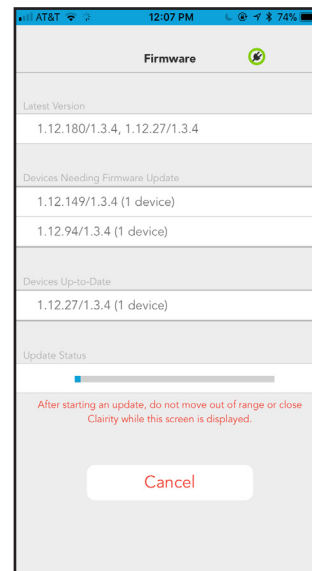 AT&T 12:07 PM 74%
Firmware
Latest Version
1.12.180/1.3.4, 1.12.27/1.3.4
Devices Needing Firmware Update
1.12.149/1.3.4 (1 device)
1.12.94/1.3.4 (1 device)
Devices Up-to-Date
1.12.27/1.3.4 (1 device)
Update Status
After starting an update, do not move out of range or close
Clairity while this screen is displayed.
Cancel